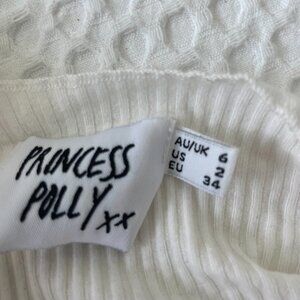 PRINCESS
POLLY xx
AU/UK 6
US 2
EU 34